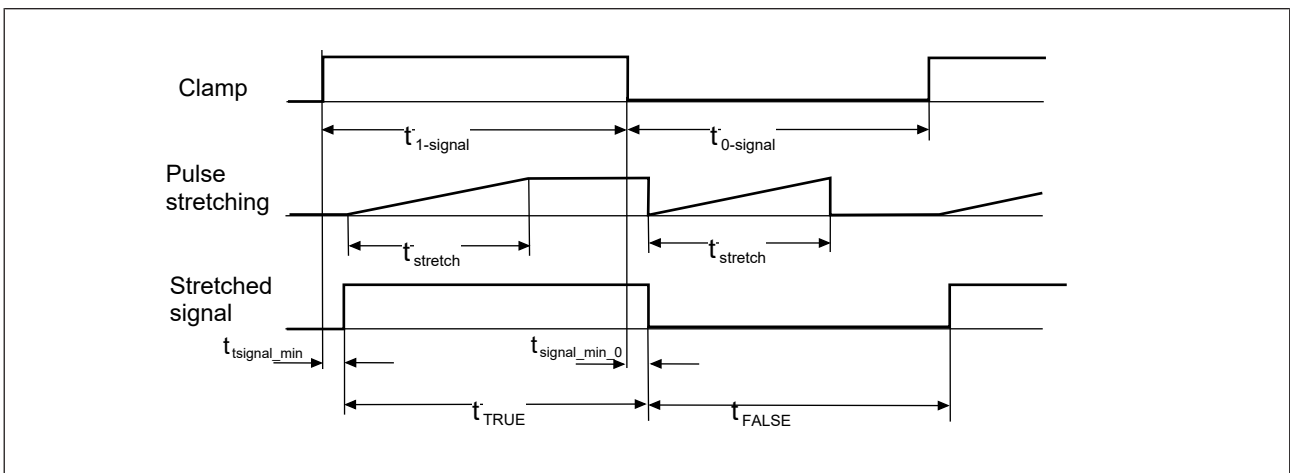 Clamp
t1-signal
t0-signal
Pulse
stretching
tstretch
tstretch
Stretched
signal
ttsignal_min
tsignal_min_0
tTRUE
tFALSE